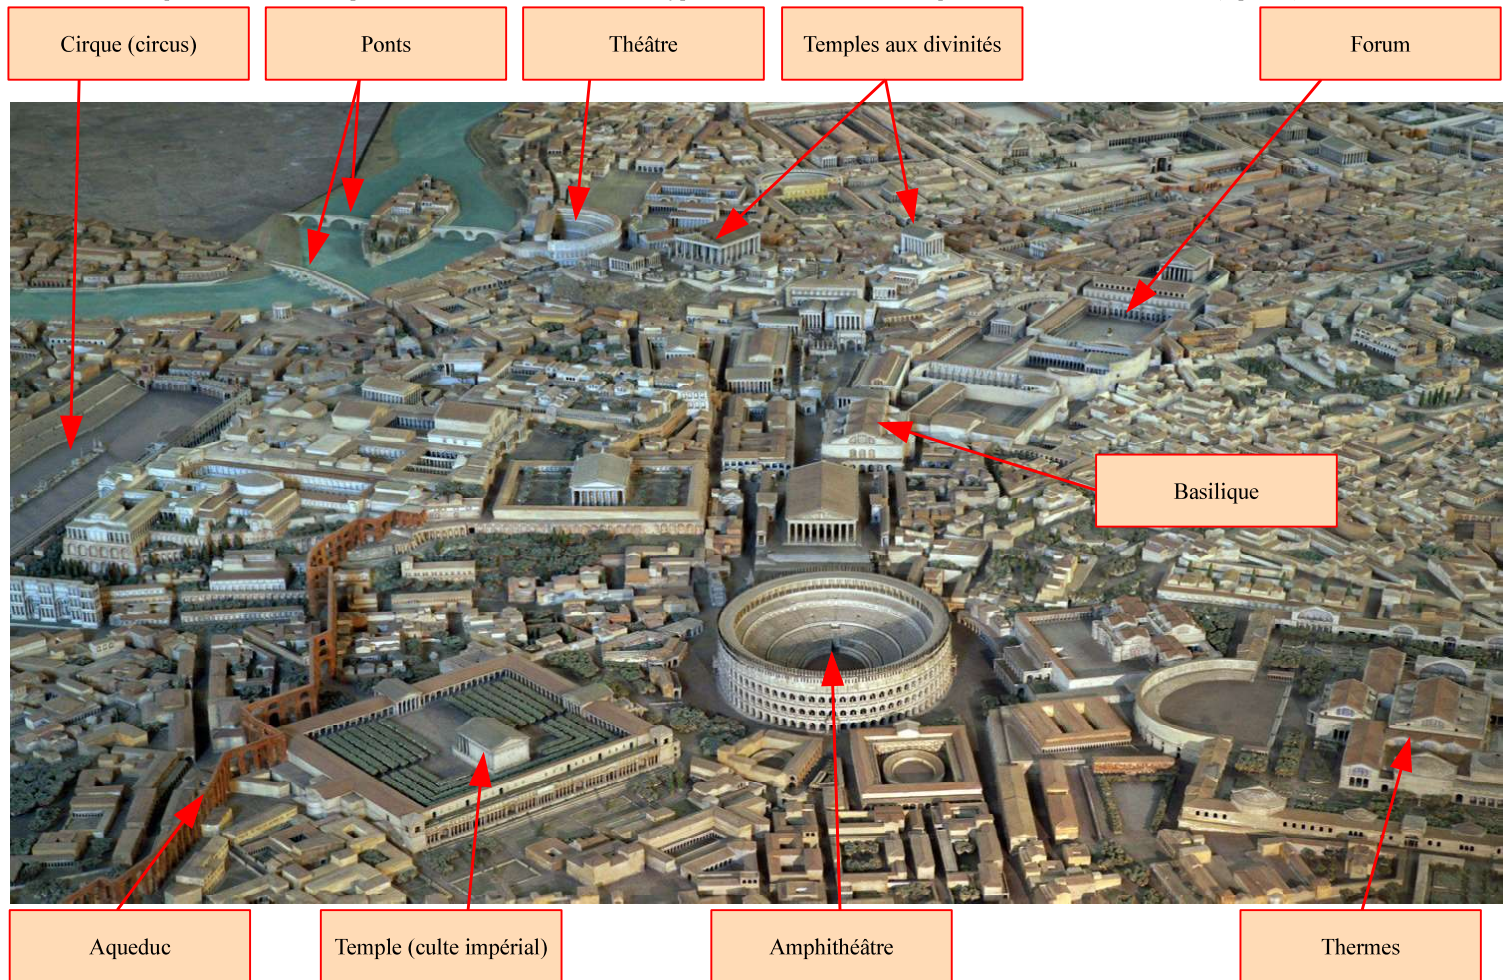 Cirque (circus)
Ponts
Théâtre
Temples aux divinités
Forum
Basilique
Aqueduc
Temple (culte impérial)
Amphithéâtre
Thermes